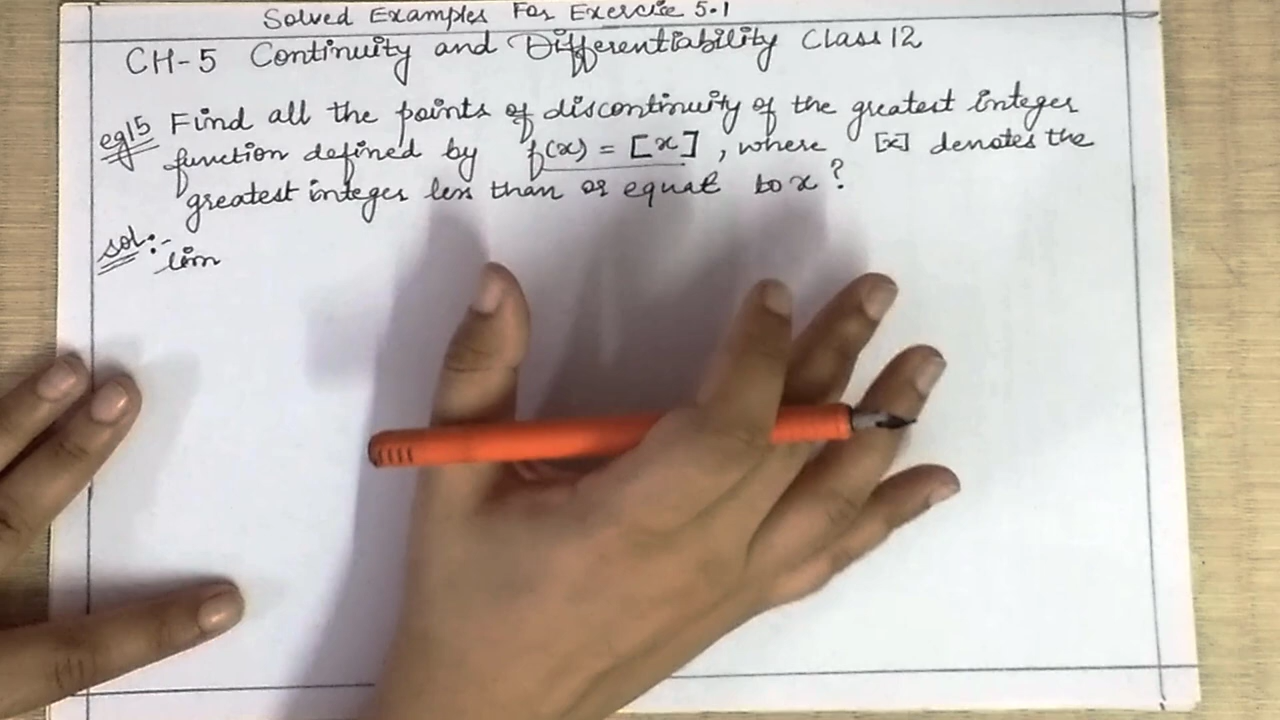 Solved Examples For Exercise 5.1
CH-5 Continuity and Differentiability Class 12
eg15 Find all the points of discontinuity of the greatest integer
function defined by f(x) = [x], where [x] denotes the
greatest integer less than or equal to x?
sol:-
lim